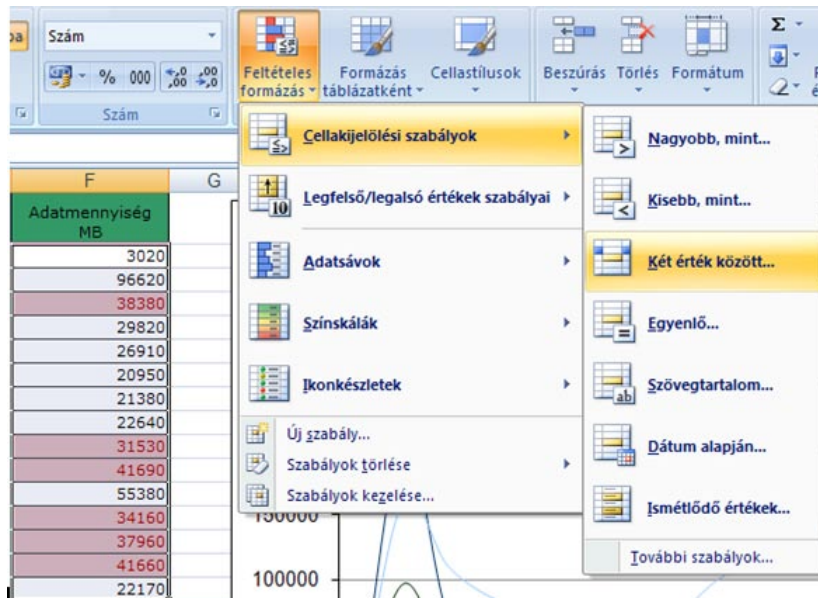 Szám
% 000
Szám
Feltételes formázás
Formázás táblázatként
Cellastílusok
Beszúrás
Törlés
Formátum
Σ
Cellakijelölési szabályok
Legfelső/legalsó értékek szabályai
Adatsávok
Színskálák
Ikonkészletek
Új szabály...
Szabályok törlése
Szabályok kezelése...
Nagyobb, mint...
Kisebb, mint...
Két érték között...
Egyenlő...
Szövegtartalom...
Dátum alapján...
Ismétlődő értékek...
További szabályok...
F
G
Adatmennyiség
MB
3020
96620
38380
29820
26910
20950
21380
22640
31530
41690
55380
34160
37960
41660
22170
150000
100000